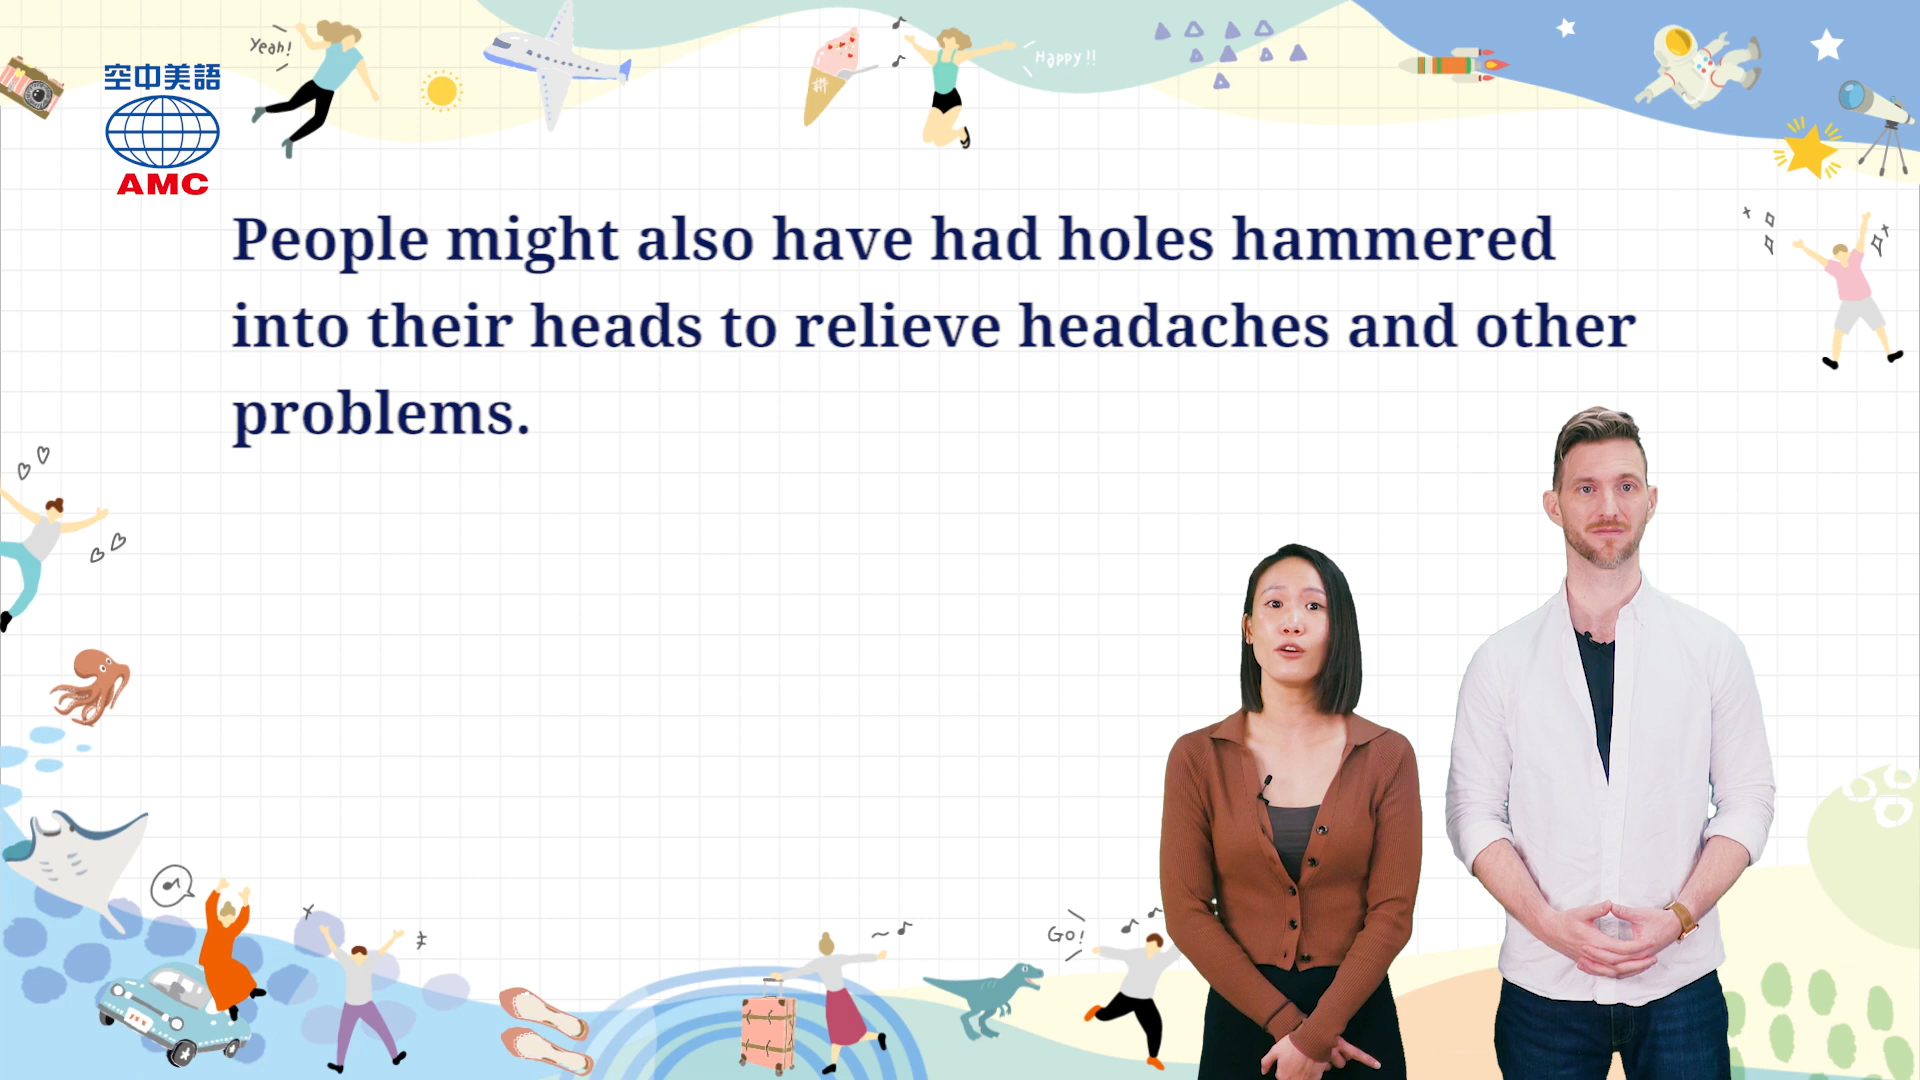 Yeah!
Happy!!
空中美語
AMC
People might also have had holes hammered
into their heads to relieve headaches and other
problems.
Go!